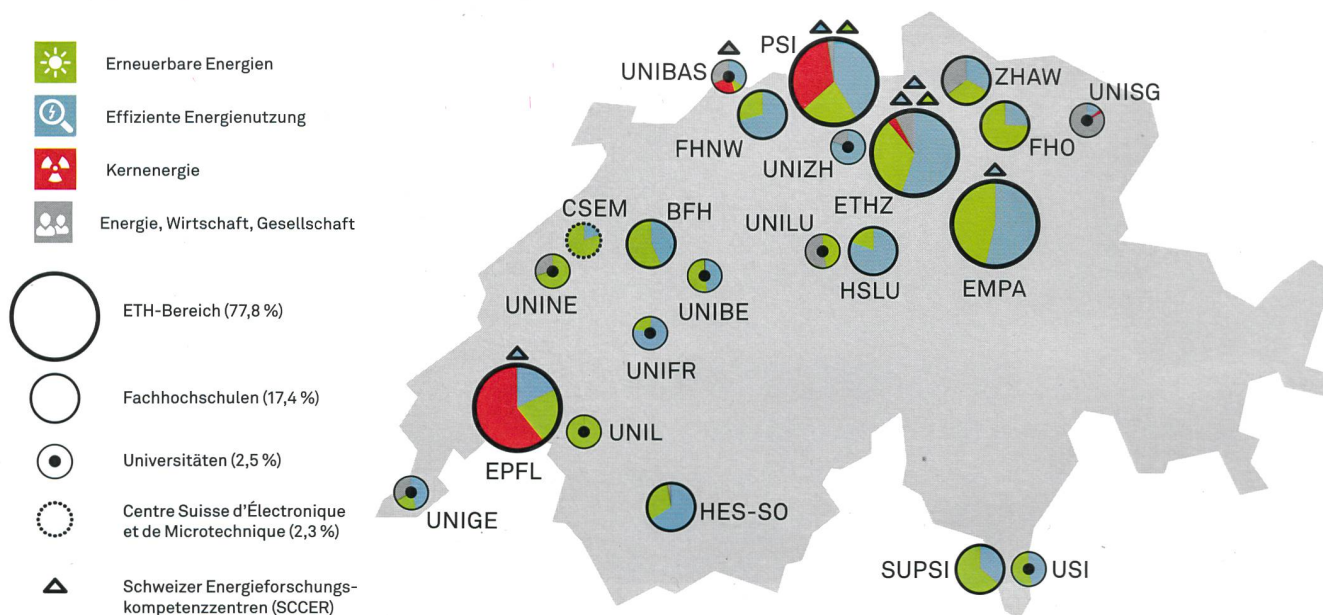 Erneuerbare Energien
Effiziente Energienutzung
Kernenergie
Energie, Wirtschaft, Gesellschaft
ETH-Bereich (77,8 %)
Fachhochschulen (17,4 %)
Universitäten (2,5 %)
Centre Suisse d'Électronique
et de Microtechnique (2,3 %)
Schweizer Energieforschungs-
kompetenzzentren (SCCER)
PSI
UNIBAS
ZHAW
UNISG
FHNW
FHO
UNIZH
ETHZ
CSEM
BFH
UNILU
HSLU
EMPA
UNINE
UNIBE
UNIFR
UNIL
EPFL
UNIGE
HES-SO
SUPSI
USI